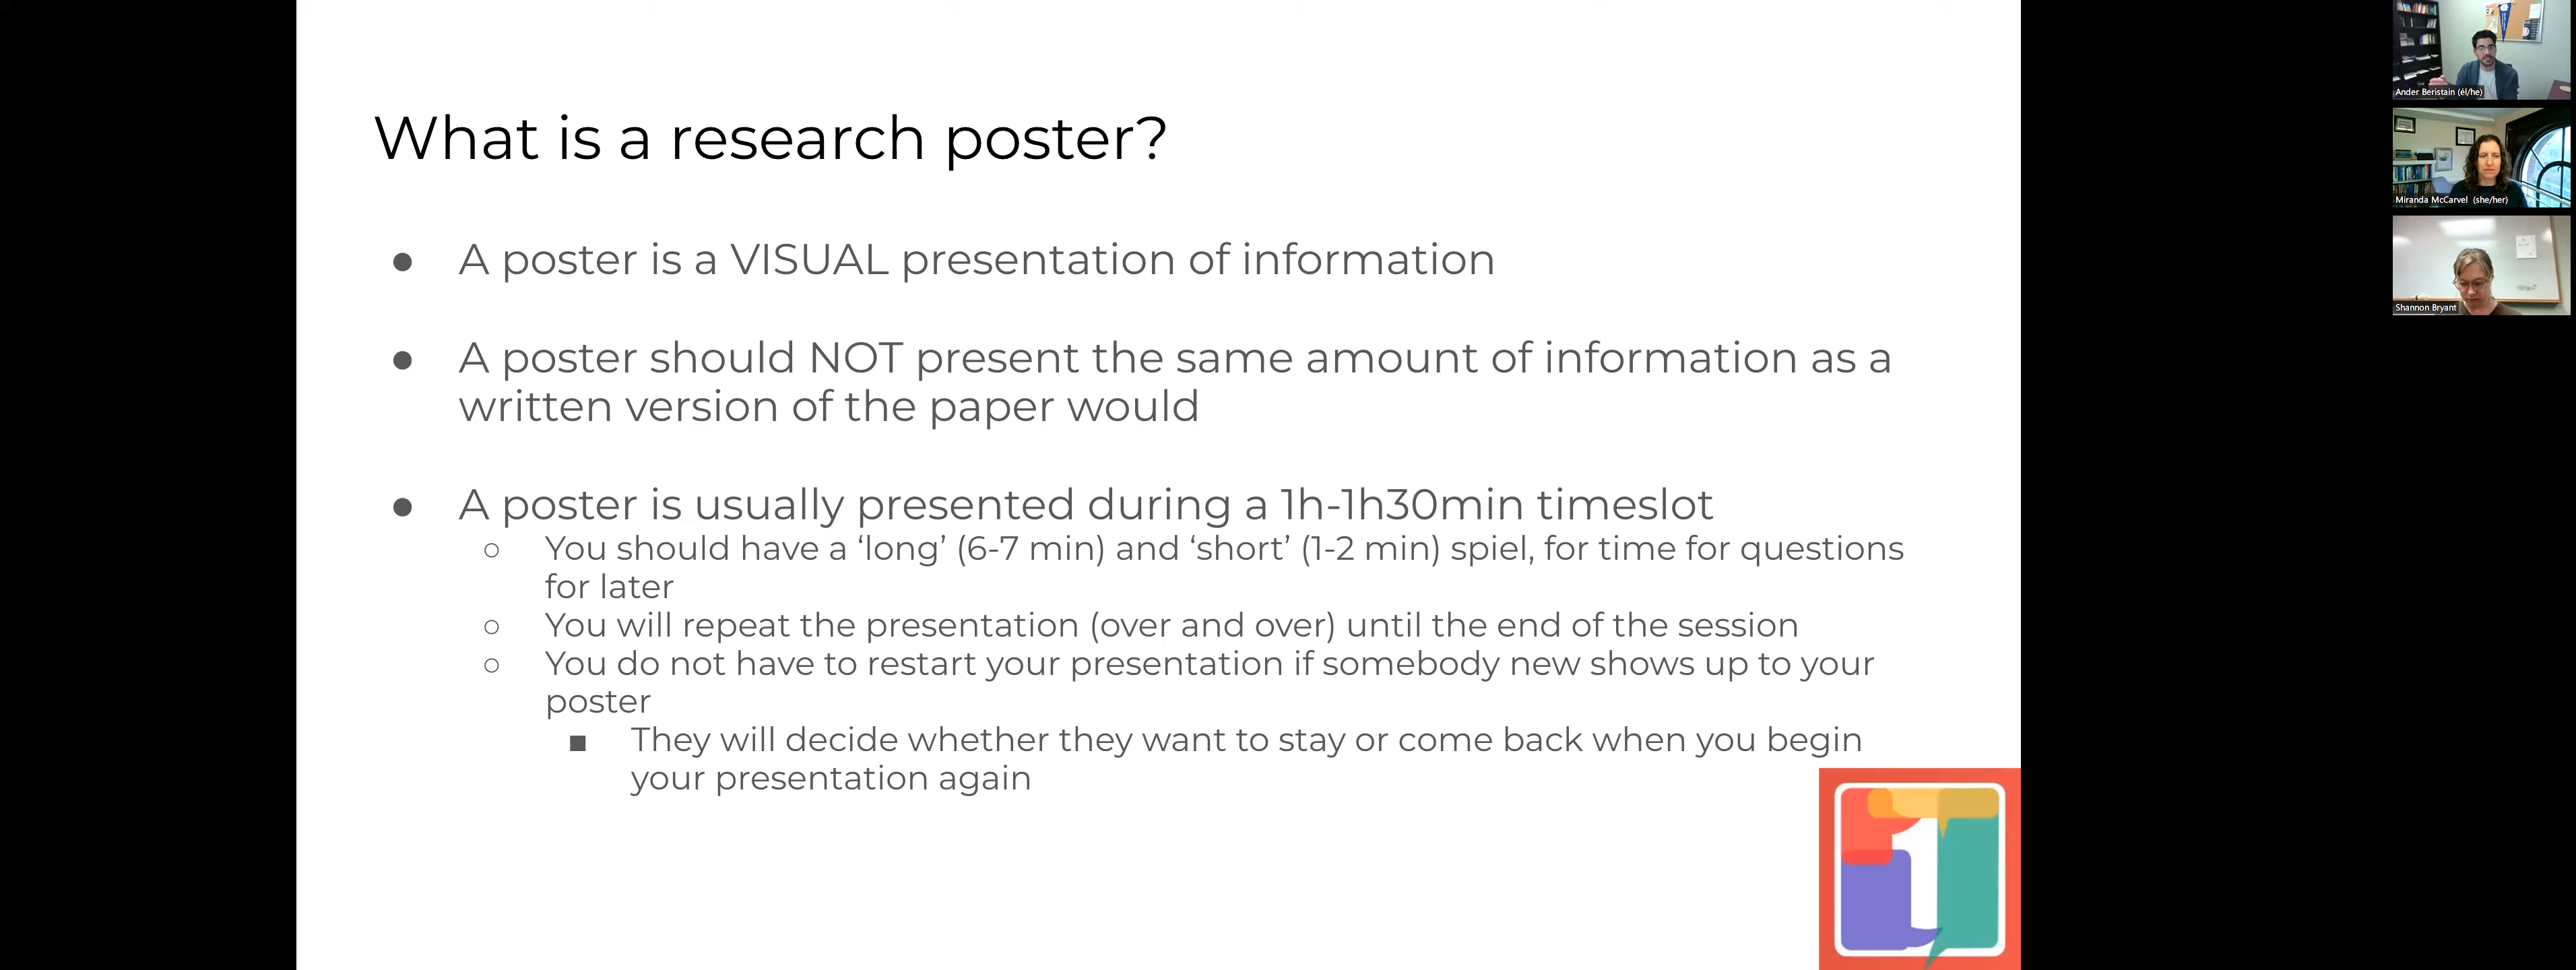 What is a research poster?
● A poster is a VISUAL presentation of information
● A poster should NOT present the same amount of information as a
written version of the paper would
● A poster is usually presented during a 1h-1h30min timeslot
○ You should have a ‘long’ (6-7 min) and ‘short’ (1-2 min) spiel, for time for questions
for later
○ You will repeat the presentation (over and over) until the end of the session
○ You do not have to restart your presentation if somebody new shows up to your
poster
■ They will decide whether they want to stay or come back when you begin
your presentation again
1
Ander Beristain (él/he)
Miranda McCarvel (she/her)
Shannon Bryant